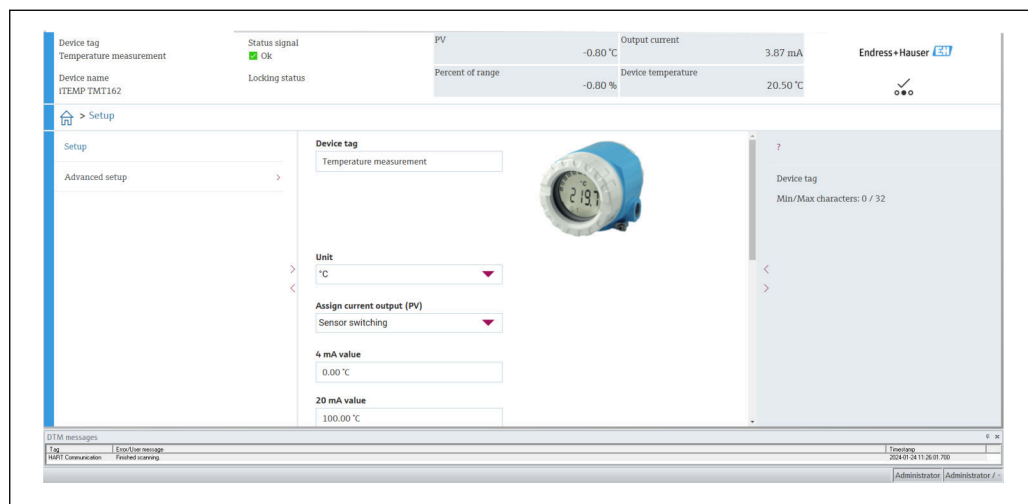 Device tag
Temperature measurement
Device name
iTEMP TMT162
Status signal
Ok
Locking status
PV
-0.80 °C
Output current
3.87 mA
Percent of range
-0.80 %
Device temperature
20.50 °C
Endress+Hauser EH
> Setup
Setup
Advanced setup >
Device tag
Temperature measurement
°C
219.7
Unit
°C
Assign current output (PV)
Sensor switching
4 mA value
0.00 °C
20 mA value
100.00 °C
?
Device tag
Min/Max characters: 0 / 32
DTM messages
Tag Error/User message Timestamp
HART Communication Finished scanning. 2024-01-24 11:26:01.700
Administrator Administrator / -